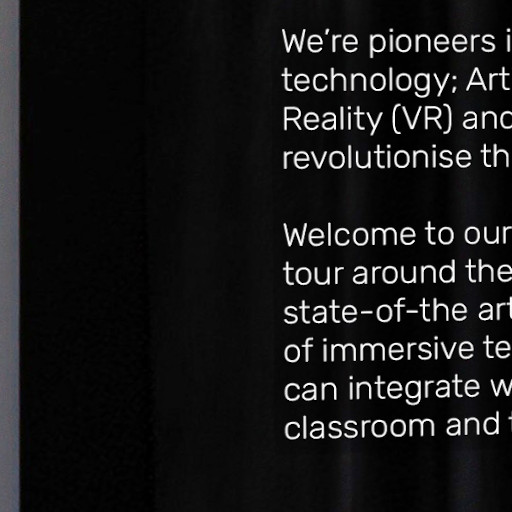 We're pioneers i
technology; Art
Reality (VR) and
revolutionise th
Welcome to our
tour around the
state-of-the art
of immersive te
can integrate w
classroom and t